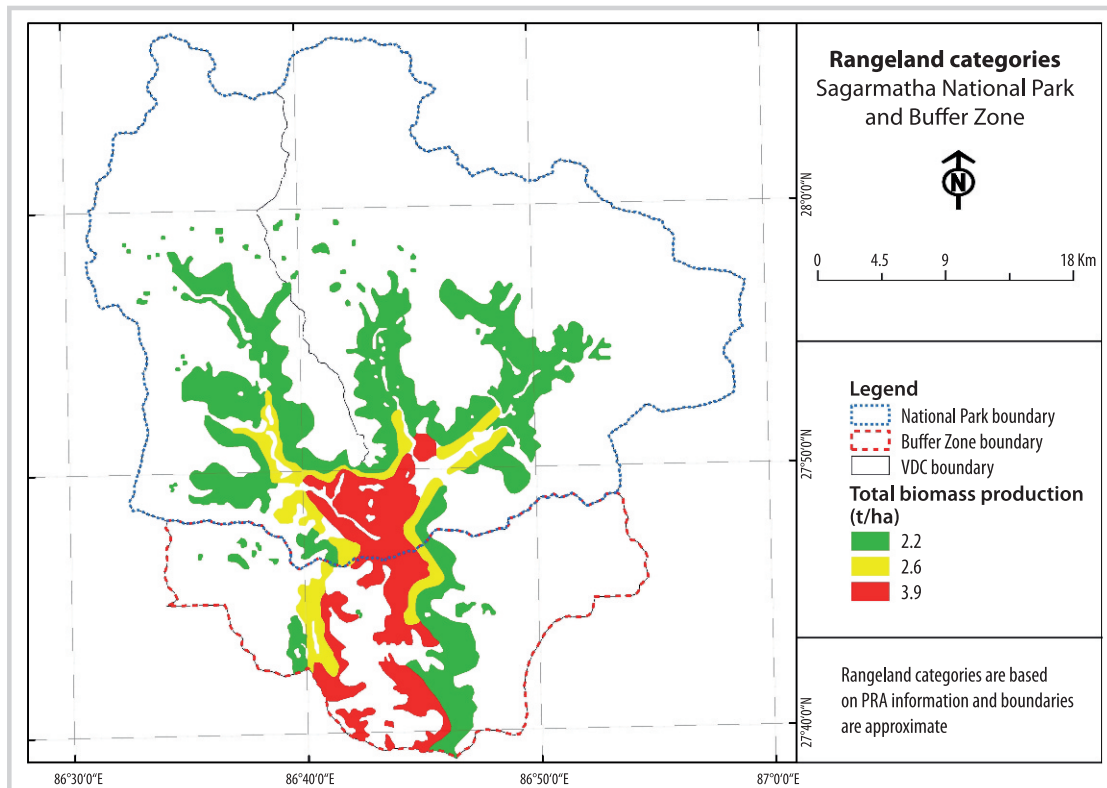 Rangeland categories
Sagarmatha National Park
and Buffer Zone
N
0 4.5 9 18 Km
Legend
National Park boundary
Buffer Zone boundary
VDC boundary
Total biomass production
(t/ha)
2.2
2.6
3.9
Rangeland categories are based
on PRA information and boundaries
are approximate
28°0'0"N
27°50'0"N
27°40'0"N
86°30'0"E 86°40'0"E 86°50'0"E 87°0'0"E